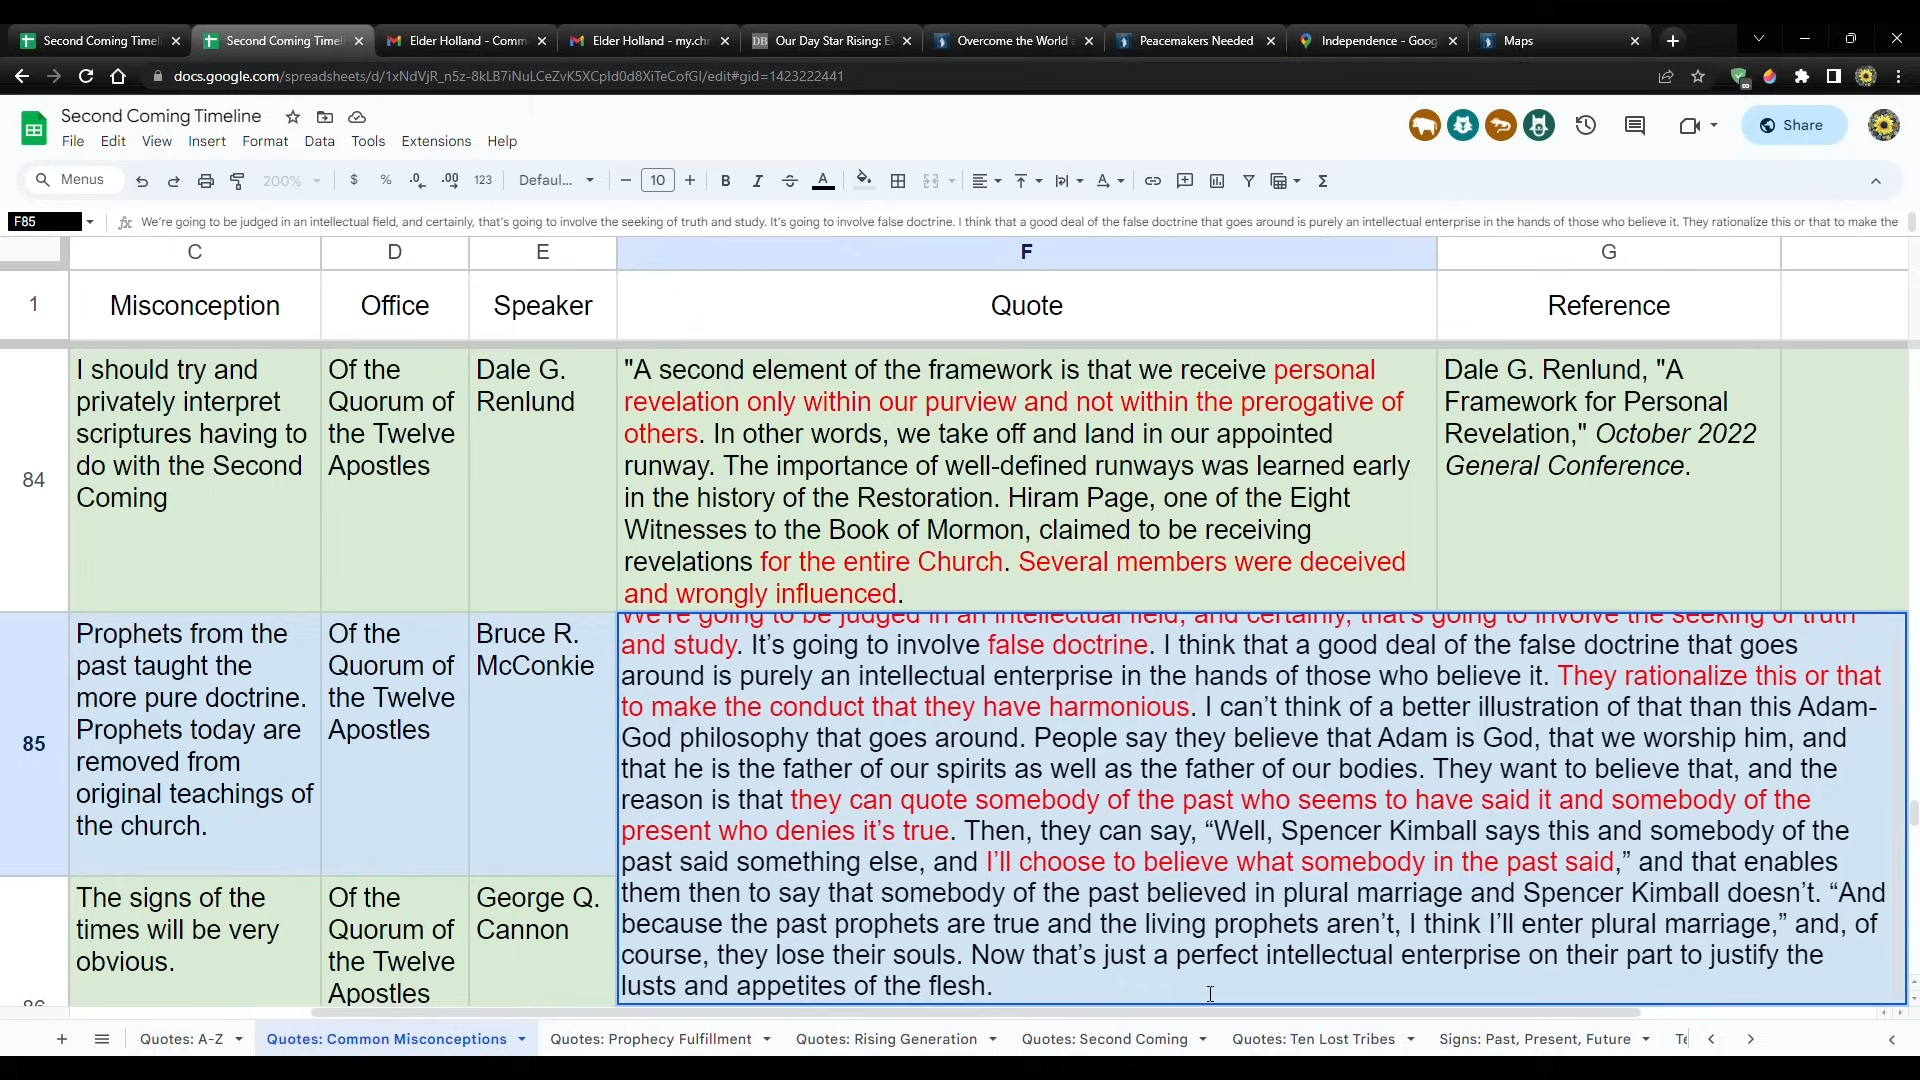 Second Coming Timel
Second Coming Timel
Elder Holland - Comm
Elder Holland - my.chr
DB Our Day Star Rising: E
Overcome the World a
Peacemakers Needed
Independence - Goog
Maps
docs.google.com/spreadsheets/d/1xNdVjR_n5z-8kLB7iNuLCeZvK5XCpId0d8XiTeCofGI/edit#gid=1423222441
Second Coming Timeline
File Edit View Insert Format Data Tools Extensions Help
Share
Menus 200% $ % .0 .00 123 Defaul... 10 B I A
F85
fx We're going to be judged in an intellectual field, and certainly, that's going to involve the seeking of truth and study. It's going to involve false doctrine. I think that a good deal of the false doctrine that goes around is purely an intellectual enterprise in the hands of those who believe it. They rationalize this or that to make the
C D E F G
1 Misconception Office Speaker Quote Reference
84
I should try and
privately interpret
scriptures having to
do with the Second
Coming
Of the
Quorum of
the Twelve
Apostles
Dale G.
Renlund
"A second element of the framework is that we receive personal
revelation only within our purview and not within the prerogative of
others. In other words, we take off and land in our appointed
runway. The importance of well-defined runways was learned early
in the history of the Restoration. Hiram Page, one of the Eight
Witnesses to the Book of Mormon, claimed to be receiving
revelations for the entire Church. Several members were deceived
and wrongly influenced.
Dale G. Renlund, "A
Framework for Personal
Revelation," October 2022
General Conference.
85
Prophets from the
past taught the
more pure doctrine.
Prophets today are
removed from
original teachings of
the church.
Of the
Quorum of
the Twelve
Apostles
Bruce R.
McConkie
We're going to be judged in an intellectual field, and certainly, that's going to involve the seeking of truth
and study. It's going to involve false doctrine. I think that a good deal of the false doctrine that goes
around is purely an intellectual enterprise in the hands of those who believe it. They rationalize this or that
to make the conduct that they have harmonious. I can't think of a better illustration of that than this Adam-
God philosophy that goes around. People say they believe that Adam is God, that we worship him, and
that he is the father of our spirits as well as the father of our bodies. They want to believe that, and the
reason is that they can quote somebody of the past who seems to have said it and somebody of the
present who denies it's true. Then, they can say, “Well, Spencer Kimball says this and somebody of the
past said something else, and I'll choose to believe what somebody in the past said,” and that enables
them then to say that somebody of the past believed in plural marriage and Spencer Kimball doesn't. “And
because the past prophets are true and the living prophets aren't, I think I'll enter plural marriage,” and, of
course, they lose their souls. Now that's just a perfect intellectual enterprise on their part to justify the
lusts and appetites of the flesh.
86
The signs of the
times will be very
obvious.
Of the
Quorum of
the Twelve
Apostles
George Q.
Cannon
Quotes: A-Z Quotes: Common Misconceptions Quotes: Prophecy Fulfillment Quotes: Rising Generation Quotes: Second Coming Quotes: Ten Lost Tribes Signs: Past, Present, Future Te